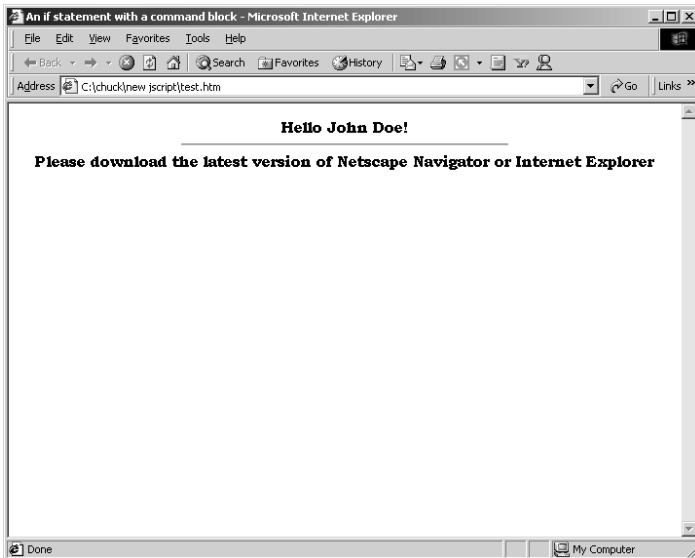 An if statement with a command block - Microsoft Internet Explorer
File Edit View Favorites Tools Help
Back Search Favorites History
Address C:\chuck\new jscript\test.htm Go Links »
Hello John Doe!
Please download the latest version of Netscape Navigator or Internet Explorer
Done My Computer